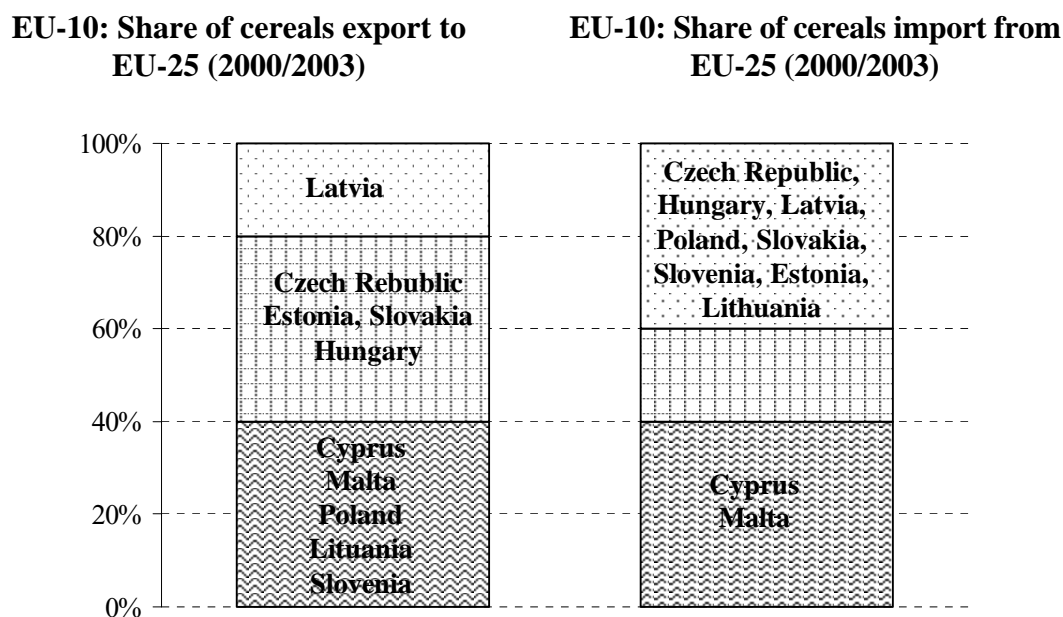 EU-10: Share of cereals export to
EU-25 (2000/2003)
EU-10: Share of cereals import from
EU-25 (2000/2003)
100%
80%
60%
40%
20%
0%
Latvia
Czech Rebublic
Estonia, Slovakia
Hungary
Cyprus
Malta
Poland
Lituania
Slovenia
Czech Republic,
Hungary, Latvia,
Poland, Slovakia,
Slovenia, Estonia,
Lithuania
Cyprus
Malta